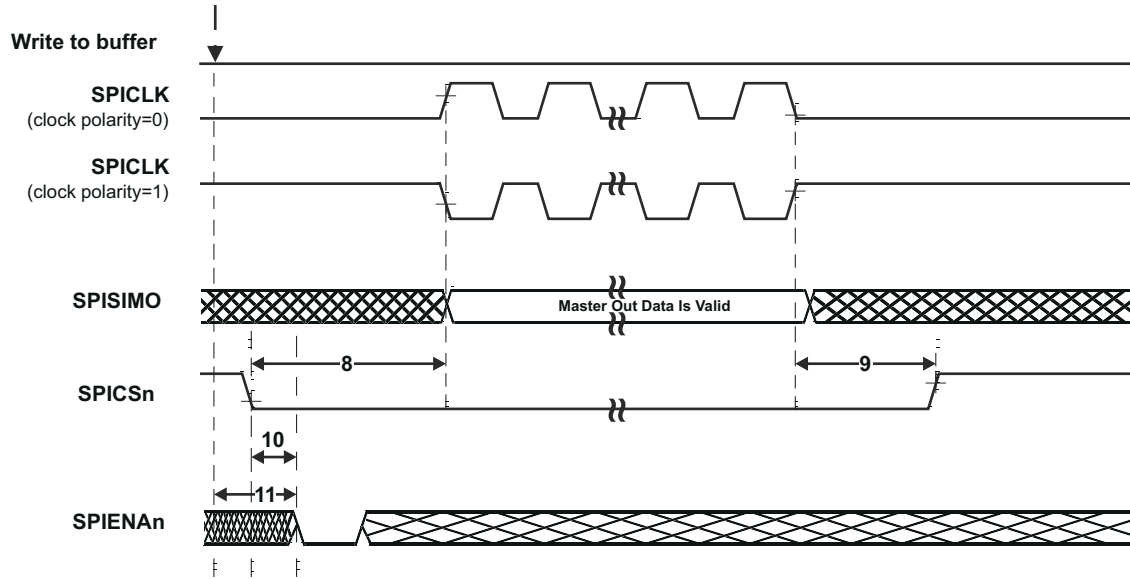 Write to buffer
SPICLK
(clock polarity=0)
SPICLK
(clock polarity=1)
SPISIMO
Master Out Data Is Valid
8
9
SPICSn
10
11
SPIENAn